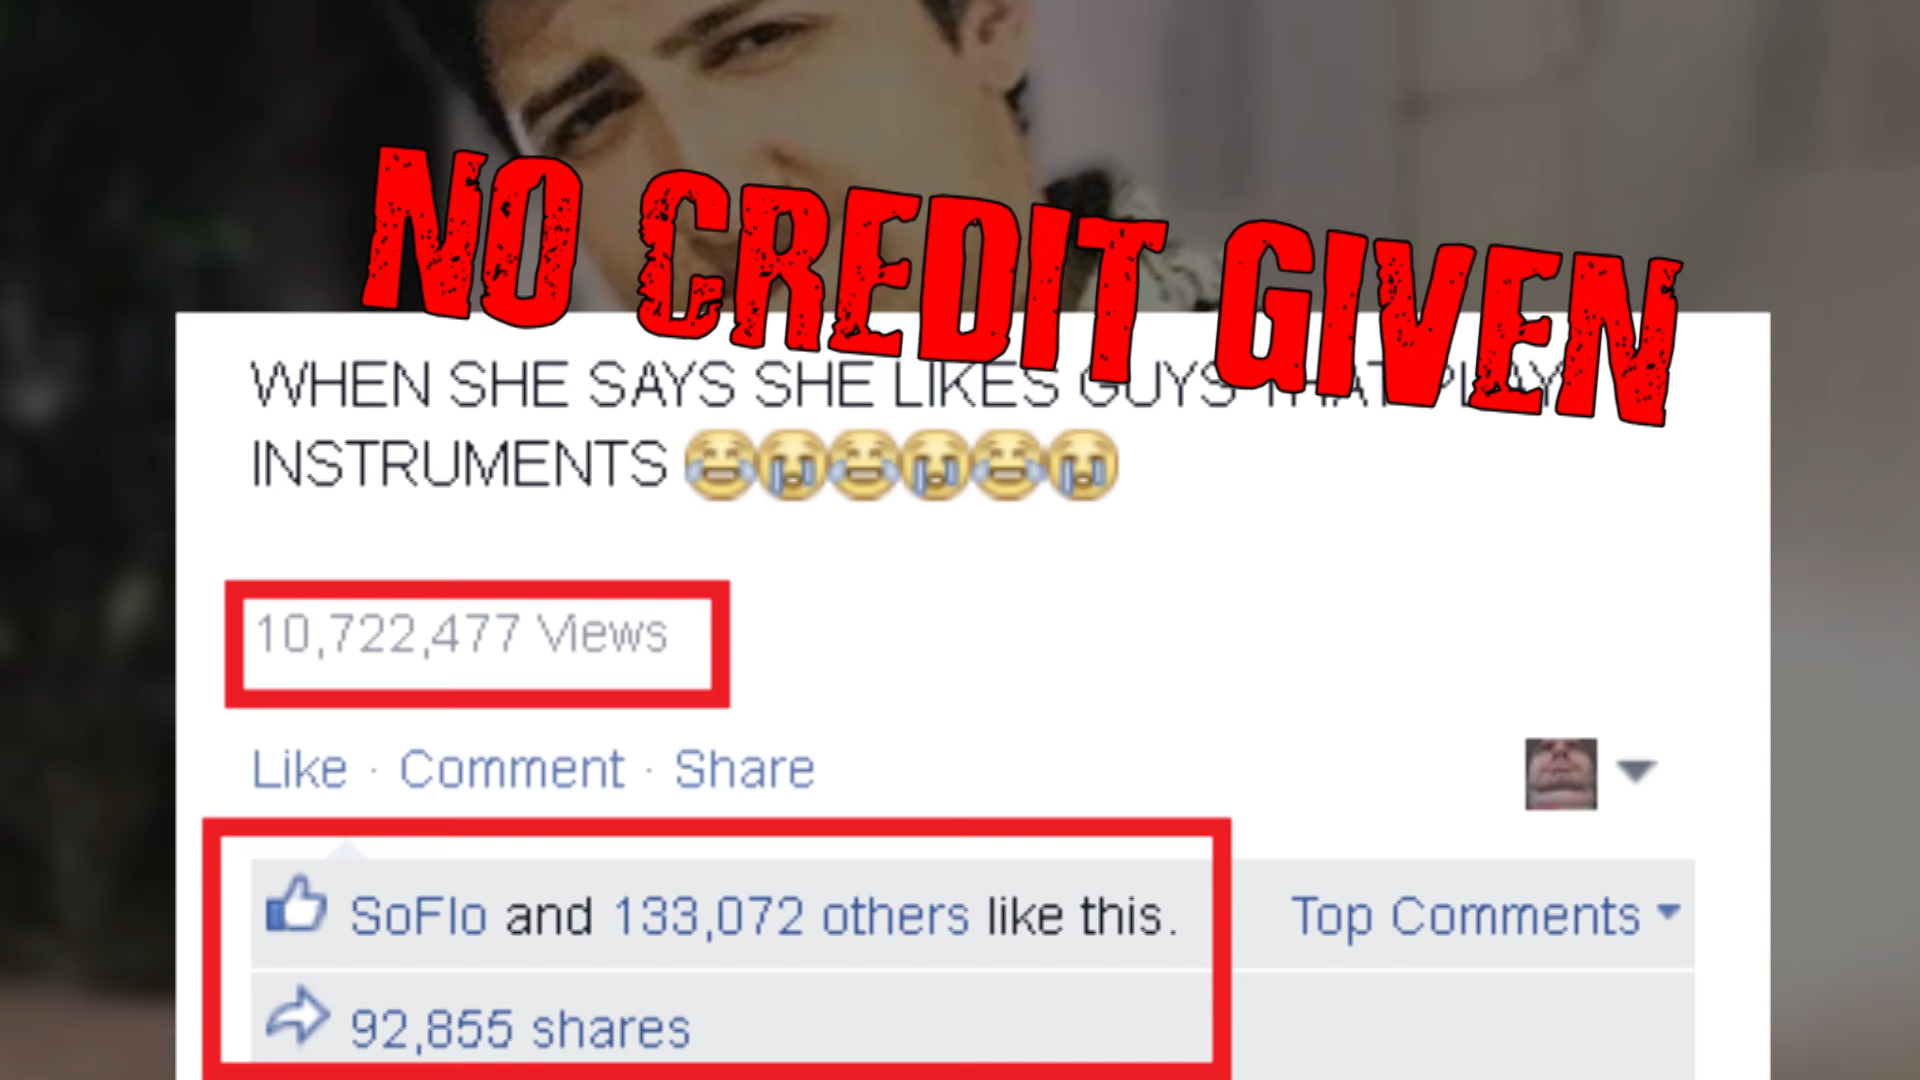 NO CREDIT GIVEN
WHEN SHE SAYS SHE LIKES GUYS THAT PLAY
INSTRUMENTS 😂😭😂😭😂😭
10,722,477 Views
Like · Comment · Share
SoFlo and 133,072 others like this.
Top Comments
92,855 shares